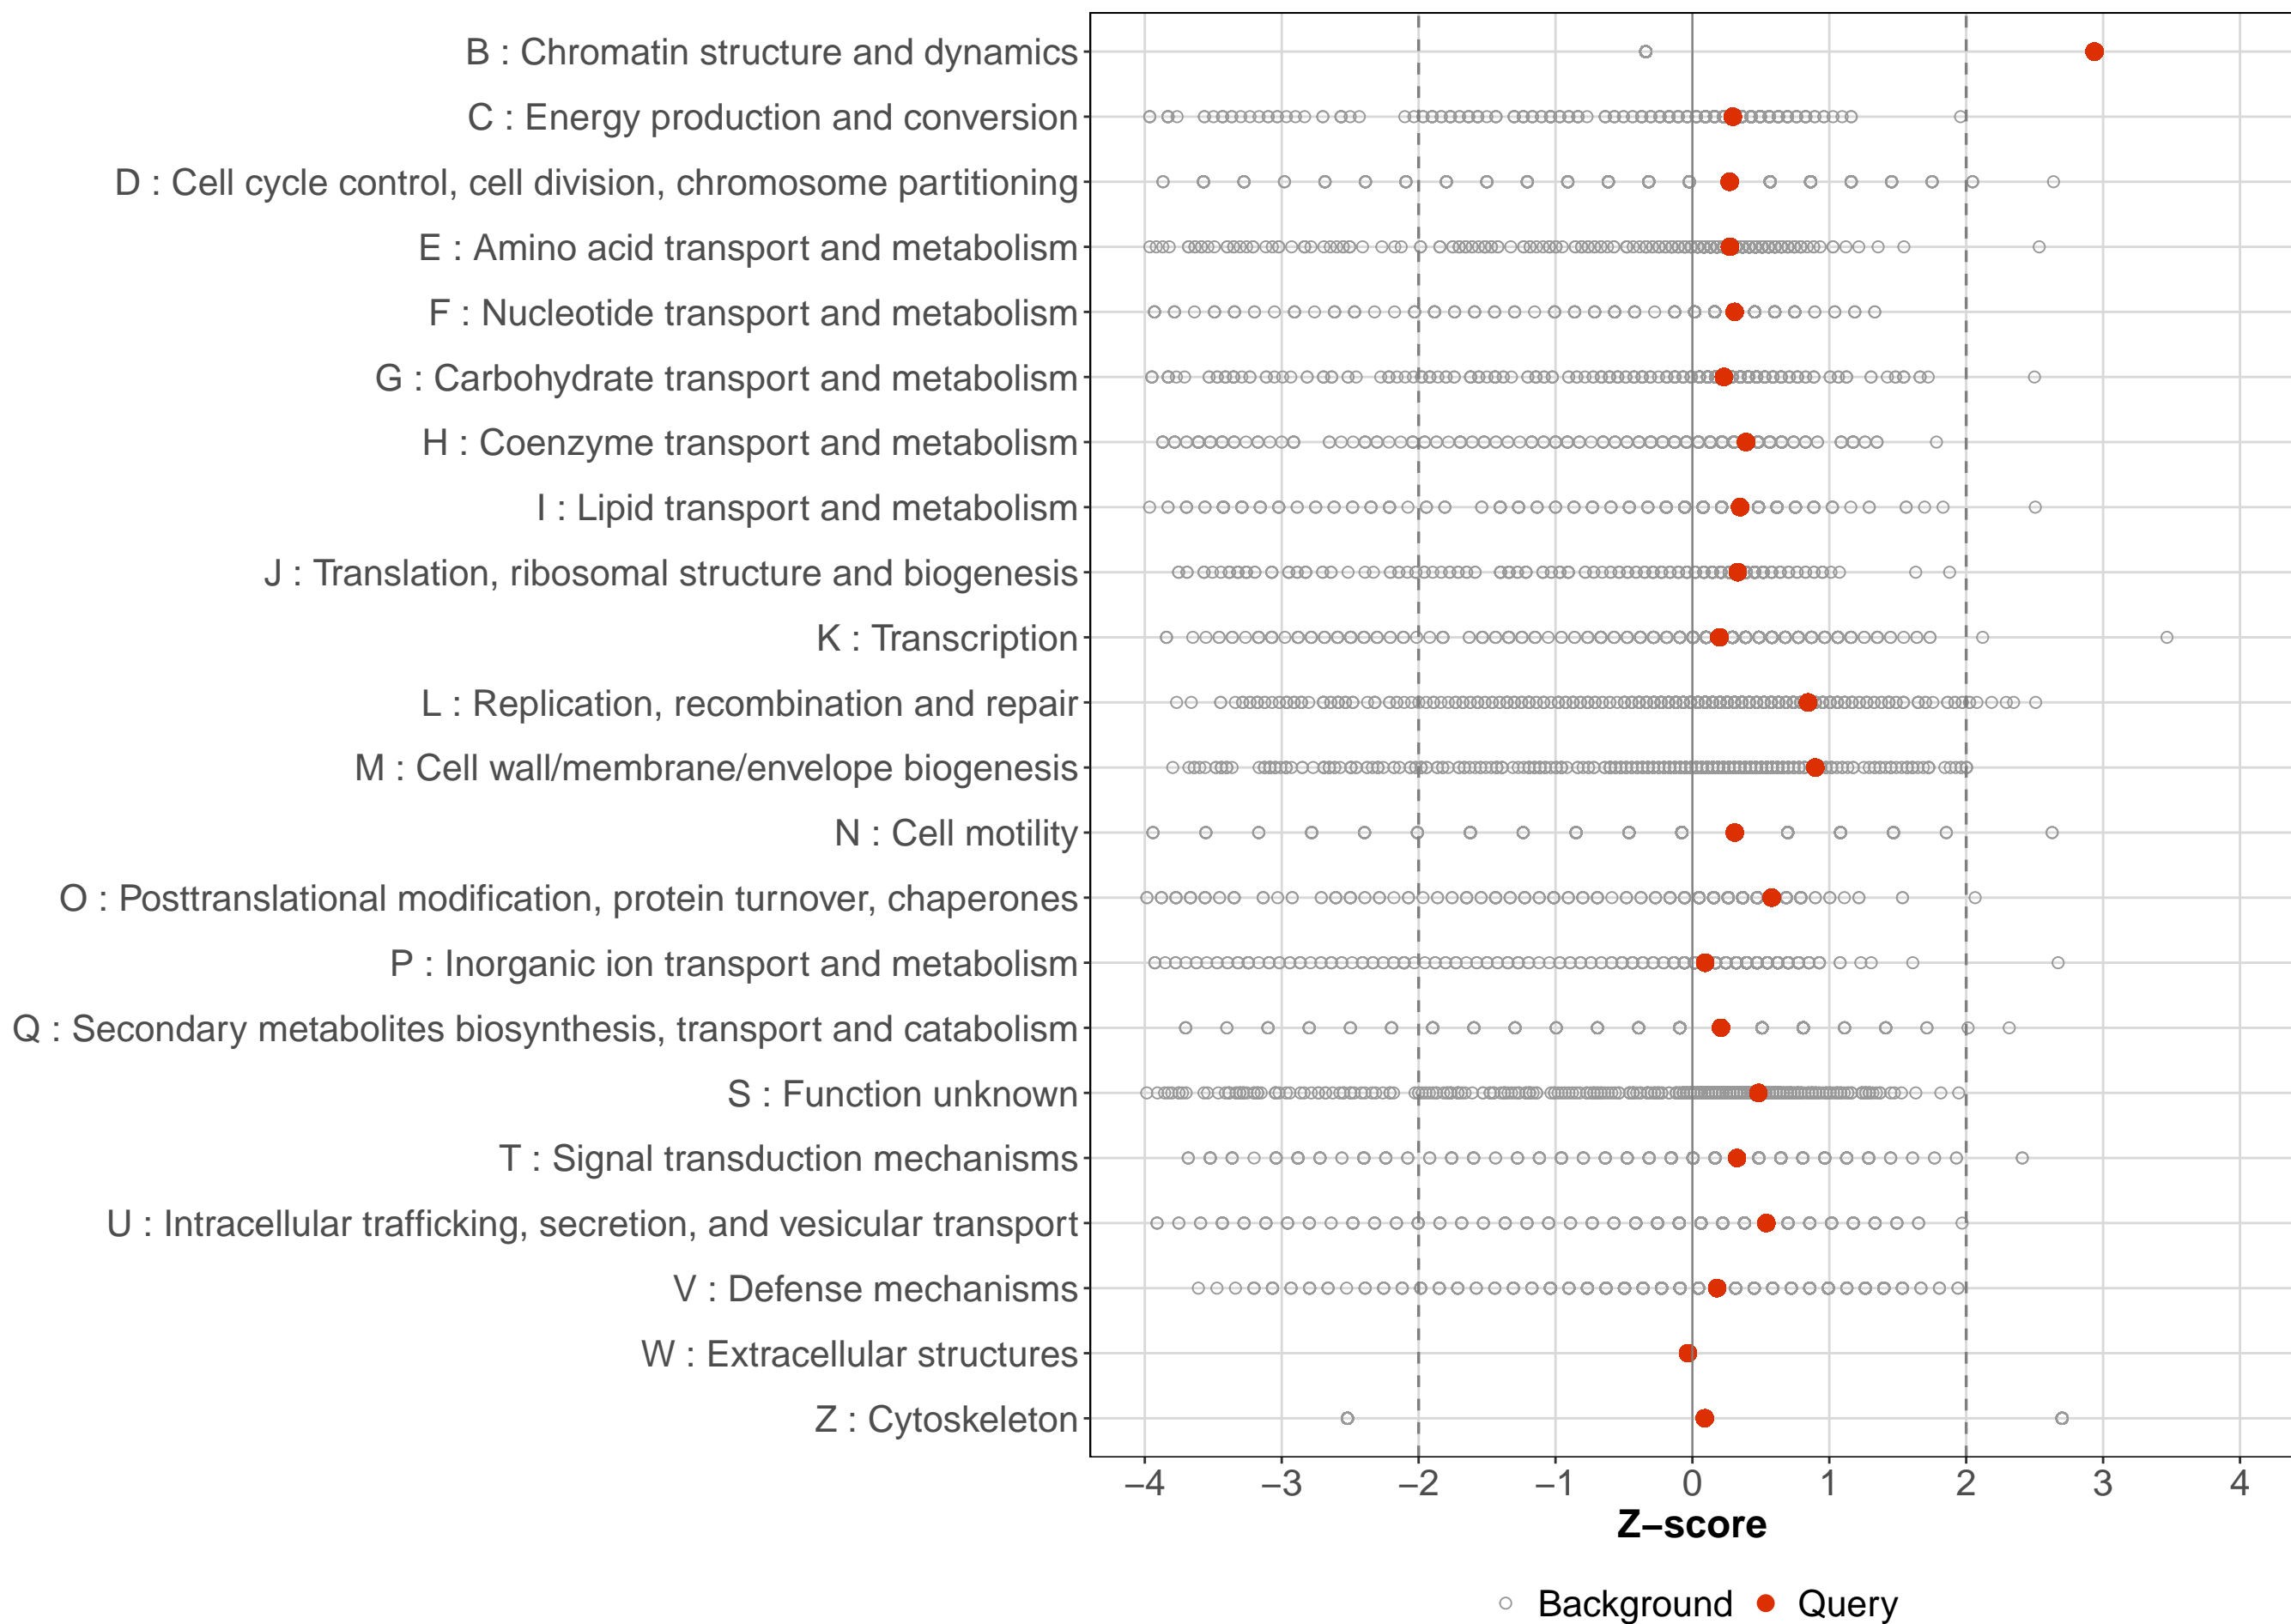 B : Chromatin structure and dynamics
C : Energy production and conversion
D : Cell cycle control, cell division, chromosome partitioning
E : Amino acid transport and metabolism
F : Nucleotide transport and metabolism
G : Carbohydrate transport and metabolism
H : Coenzyme transport and metabolism
I : Lipid transport and metabolism
J : Translation, ribosomal structure and biogenesis
K : Transcription
L : Replication, recombination and repair
M : Cell wall/membrane/envelope biogenesis
N : Cell motility
O : Posttranslational modification, protein turnover, chaperones
P : Inorganic ion transport and metabolism
Q : Secondary metabolites biosynthesis, transport and catabolism
S : Function unknown
T : Signal transduction mechanisms
U : Intracellular trafficking, secretion, and vesicular transport
V : Defense mechanisms
W : Extracellular structures
Z : Cytoskeleton
−4 −3 −2 −1 0 1 2 3 4
Z−score
Background Query